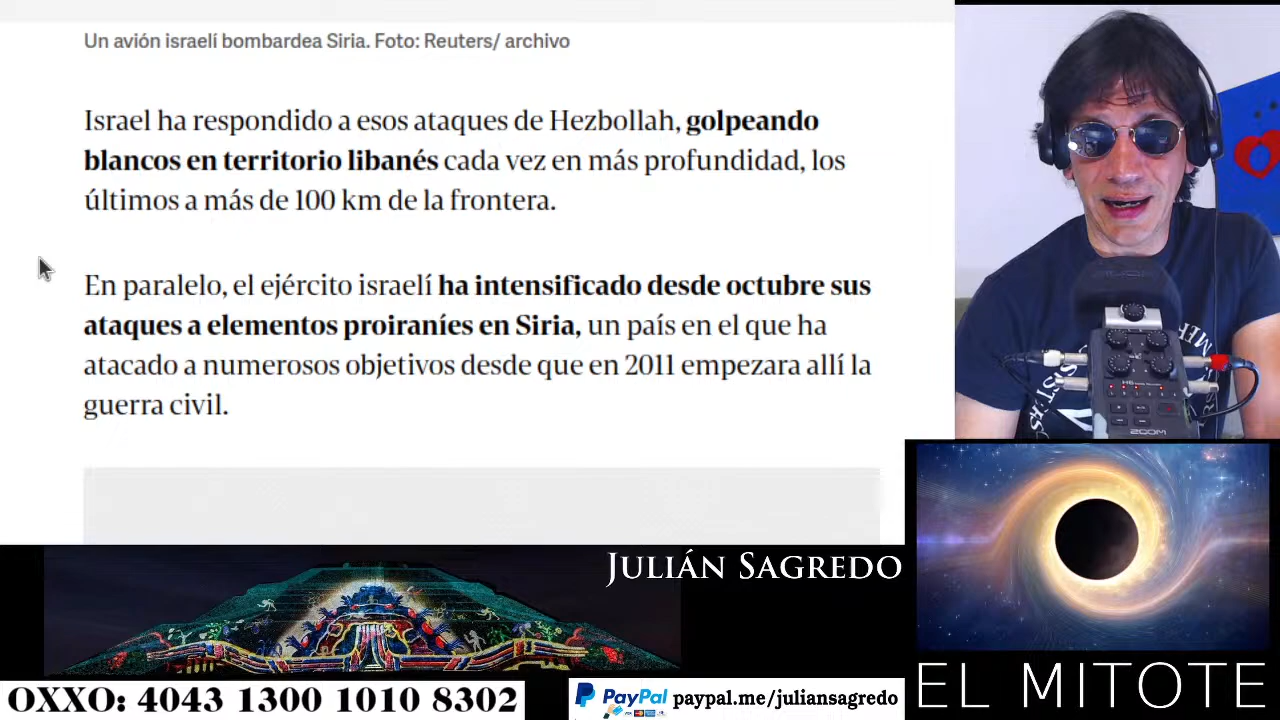 Un avión israelí bombardea Siria. Foto: Reuters/ archivo
Israel ha respondido a esos ataques de Hezbollah, golpeando
blancos en territorio libanés cada vez en más profundidad, los
últimos a más de 100 km de la frontera.
En paralelo, el ejército israelí ha intensificado desde octubre sus
ataques a elementos proiraníes en Siria, un país en el que ha
atacado a numerosos objetivos desde que en 2011 empezara allí la
guerra civil.
H6
ZOOM
JULIÁN SAGREDO
EL MITOTE
OXXO: 4043 1300 1010 8302
PayPal paypal.me/juliansagredo